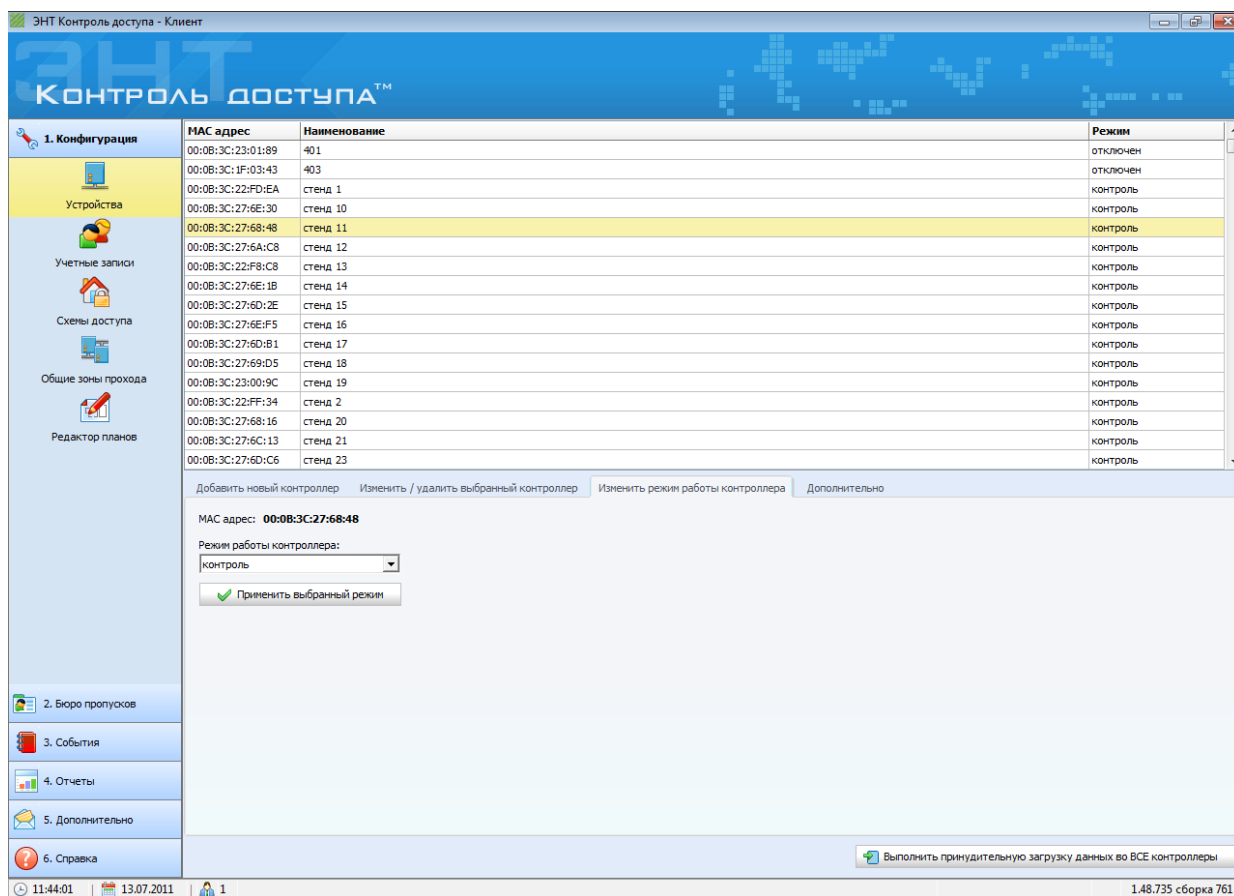 ЭНТ Контроль доступа - Клиент
ЭНТ
КОНТРОЛЬ ДОСТУПА™
1. Конфигурация
Устройства
Учетные записи
Схемы доступа
Общие зоны прохода
Редактор планов
2. Бюро пропусков
3. События
4. Отчеты
5. Дополнительно
6. Справка
MAC адрес Наименование Режим
00:0B:3C:23:01:89 401 отключен
00:0B:3C:1F:03:43 403 отключен
00:0B:3C:22:FD:EA стенд 1 контроль
00:0B:3C:27:6E:30 стенд 10 контроль
00:0B:3C:27:68:48 стенд 11 контроль
00:0B:3C:27:6A:C8 стенд 12 контроль
00:0B:3C:22:F8:C8 стенд 13 контроль
00:0B:3C:27:6E:1B стенд 14 контроль
00:0B:3C:27:6D:2E стенд 15 контроль
00:0B:3C:27:6E:F5 стенд 16 контроль
00:0B:3C:27:6D:B1 стенд 17 контроль
00:0B:3C:27:69:D5 стенд 18 контроль
00:0B:3C:23:00:9C стенд 19 контроль
00:0B:3C:22:FF:34 стенд 2 контроль
00:0B:3C:27:68:16 стенд 20 контроль
00:0B:3C:27:6C:13 стенд 21 контроль
00:0B:3C:27:6D:C6 стенд 23 контроль
Добавить новый контроллер Изменить / удалить выбранный контроллер Изменить режим работы контроллера Дополнительно
MAC адрес: 00:0B:3C:27:68:48
Режим работы контроллера:
контроль
Применить выбранный режим
Выполнить принудительную загрузку данных во ВСЕ контроллеры
11:44:01 13.07.2011 1 1.48.735 сборка 761